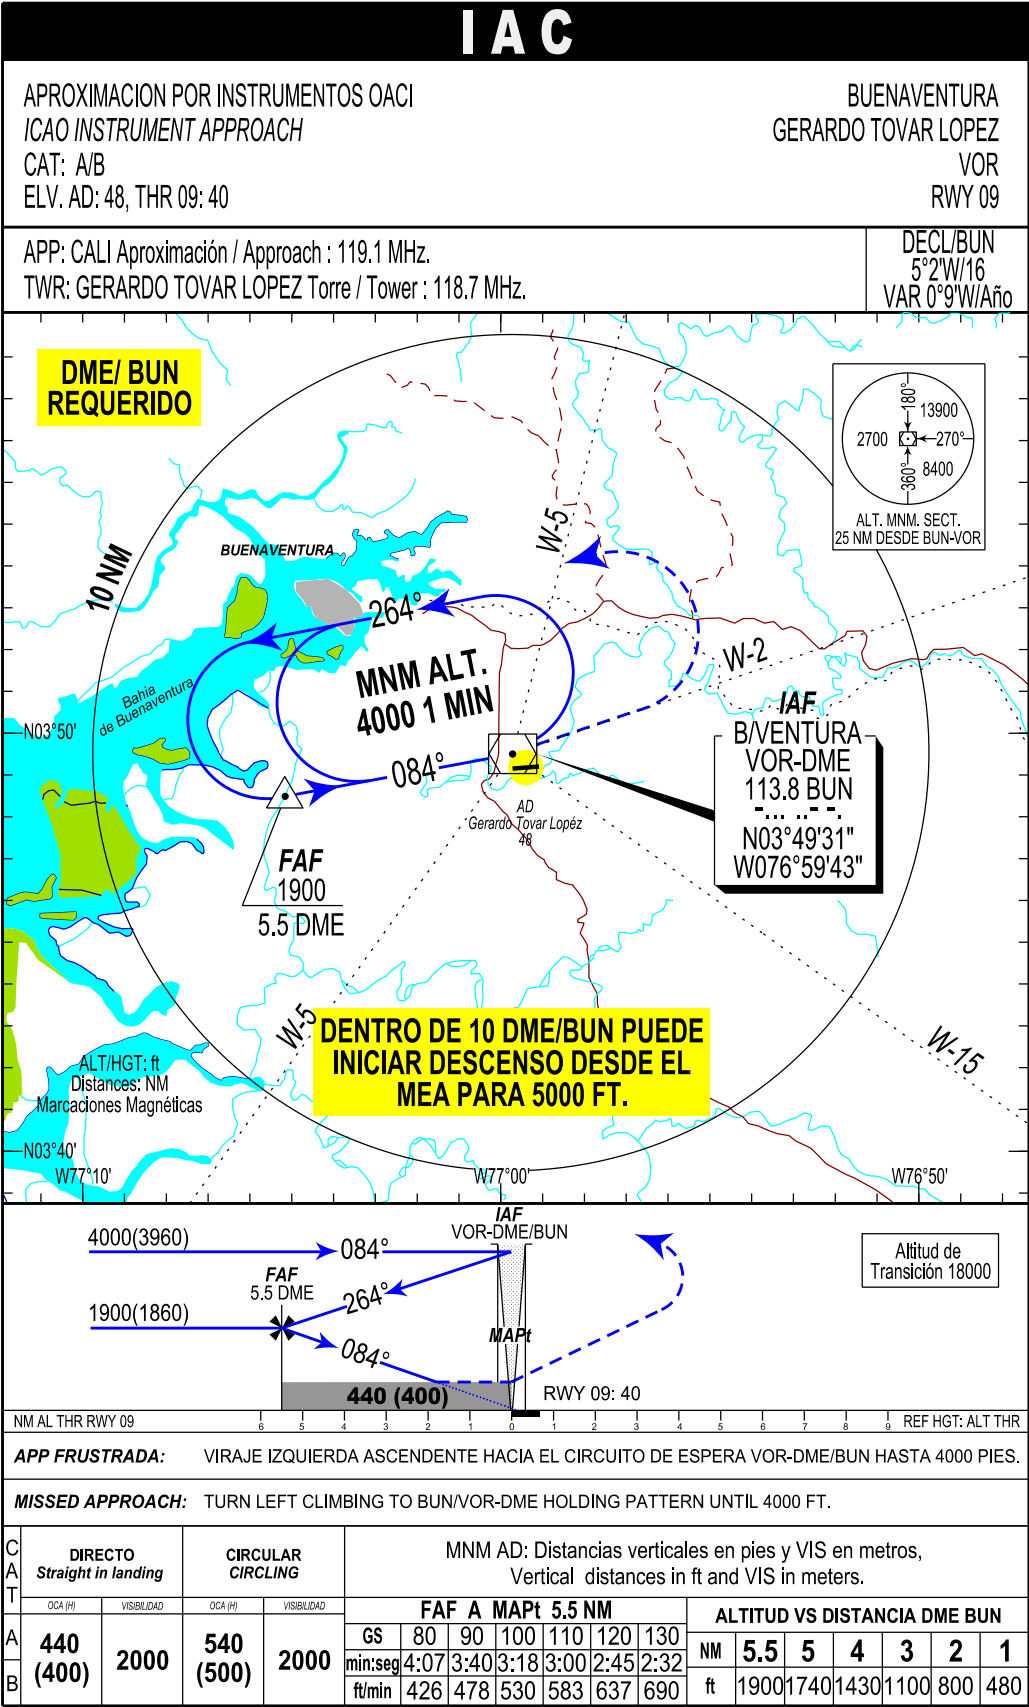 IAC
APROXIMACION POR INSTRUMENTOS OACI
ICAO INSTRUMENT APPROACH
CAT: A/B
ELV. AD: 48, THR 09: 40
BUENAVENTURA
GERARDO TOVAR LOPEZ
VOR
RWY 09
APP: CALI Aproximación / Approach : 119.1 MHz.
TWR: GERARDO TOVAR LOPEZ Torre / Tower : 118.7 MHz.
DECL/BUN
5°2'W/16
VAR 0°9'W/Año
DME/ BUN
REQUERIDO
180°
13900
2700
270°
360°
8400
ALT. MNM. SECT.
25 NM DESDE BUN-VOR
W-5
BUENAVENTURA
10 NM
264°
MNM ALT.
4000 1 MIN
W-2
Bahía
de Buenaventura
N03°50'
084°
IAF
B/VENTURA
VOR-DME
113.8 BUN
N03°49'31"
W076°59'43"
AD
Gerardo Tovar Lopéz
48
FAF
1900
5.5 DME
W-5
DENTRO DE 10 DME/BUN PUEDE
INICIAR DESCENSO DESDE EL
MEA PARA 5000 FT.
W-15
ALT/HGT: ft
Distances: NM
Marcaciones Magnéticas
N03°40'
W77°10'
W77°00'
W76°50'
IAF
VOR-DME/BUN
4000(3960)
084°
Altitud de
Transición 18000
FAF
5.5 DME
264°
1900(1860)
MAPt
084°
440 (400)
RWY 09: 40
NM AL THR RWY 09
6 5 4 3 2 1 0 1 2 3 4 5 6 7 8 9
REF HGT: ALT THR
APP FRUSTRADA: VIRAJE IZQUIERDA ASCENDENTE HACIA EL CIRCUITO DE ESPERA VOR-DME/BUN HASTA 4000 PIES.
MISSED APPROACH: TURN LEFT CLIMBING TO BUN/VOR-DME HOLDING PATTERN UNTIL 4000 FT.
CAT
DIRECTO
Straight in landing
CIRCULAR
CIRCLING
MNM AD: Distancias verticales en pies y VIS en metros,
Vertical distances in ft and VIS in meters.
OCA (H) VISIBILIDAD OCA (H) VISIBILIDAD
A
B
440
(400)
2000
540
(500)
2000
FAF A MAPt 5.5 NM
GS 80 90 100 110 120 130
min:seg 4:07 3:40 3:18 3:00 2:45 2:32
ft/min 426 478 530 583 637 690
ALTITUD VS DISTANCIA DME BUN
NM 5.5 5 4 3 2 1
ft 1900 1740 1430 1100 800 480